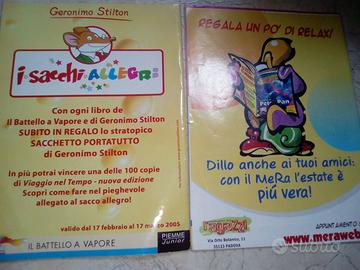 Geronimo Stilton
i sacchi ALLEGRI
Con ogni libro de
Il Battello a Vapore e di Geronimo Stilton
SUBITO IN REGALO lo stratopico
SACCHETTO PORTATUTTO
di Geronimo Stilton
In più potrai vincere una delle 100 copie
di Viaggio nel Tempo - nuova edizione
Scopri come fare nel pieghevole
allegato al sacco allegro!
valido dal 17 febbraio al 17 marzo 2005
IL BATTELLO A VAPORE
PIEMME
Junior
REGALA UN PO' DI RELAX!
Peter Pan
Dillo anche ai tuoi amici:
con il MeRa l'estate è
più vera!
Via Orto Botanico, 11
35123 PADOVA
APPUNTAMENTO
www.meraweb
subito